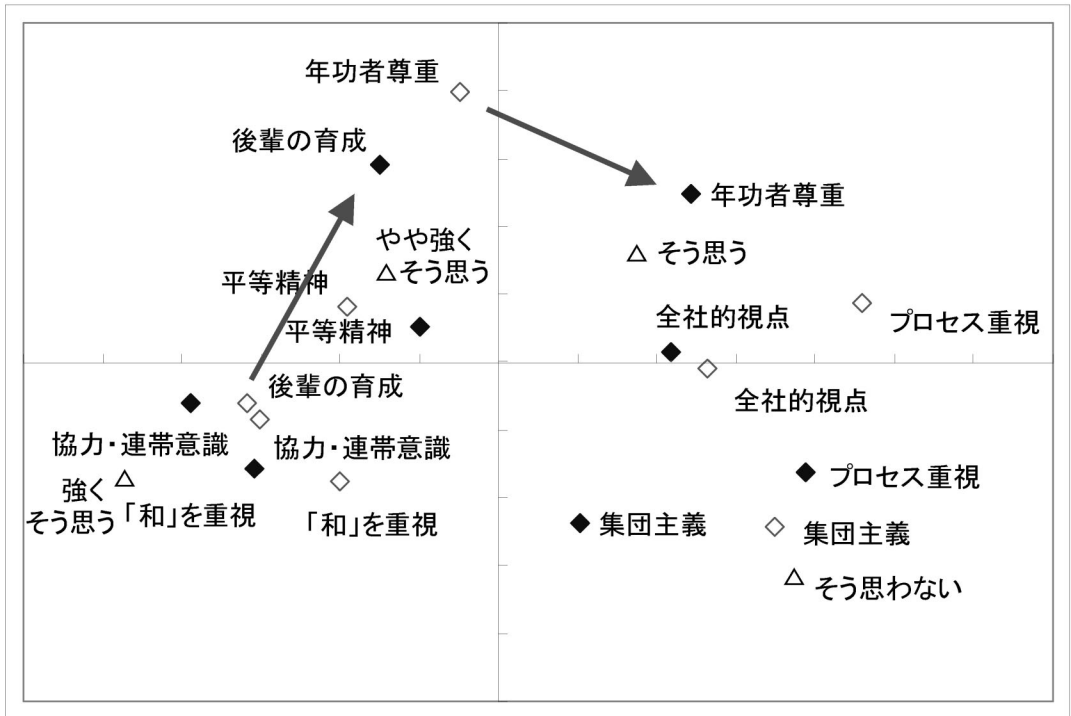 年功者尊重
後輩の育成
年功者尊重
やや強く
そう思う
そう思う
平等精神
プロセス重視
全社的視点
平等精神
後輩の育成
全社的視点
協力・連帯意識
協力・連帯意識
プロセス重視
強く
そう思う
「和」を重視
「和」を重視
集団主義
集団主義
そう思わない